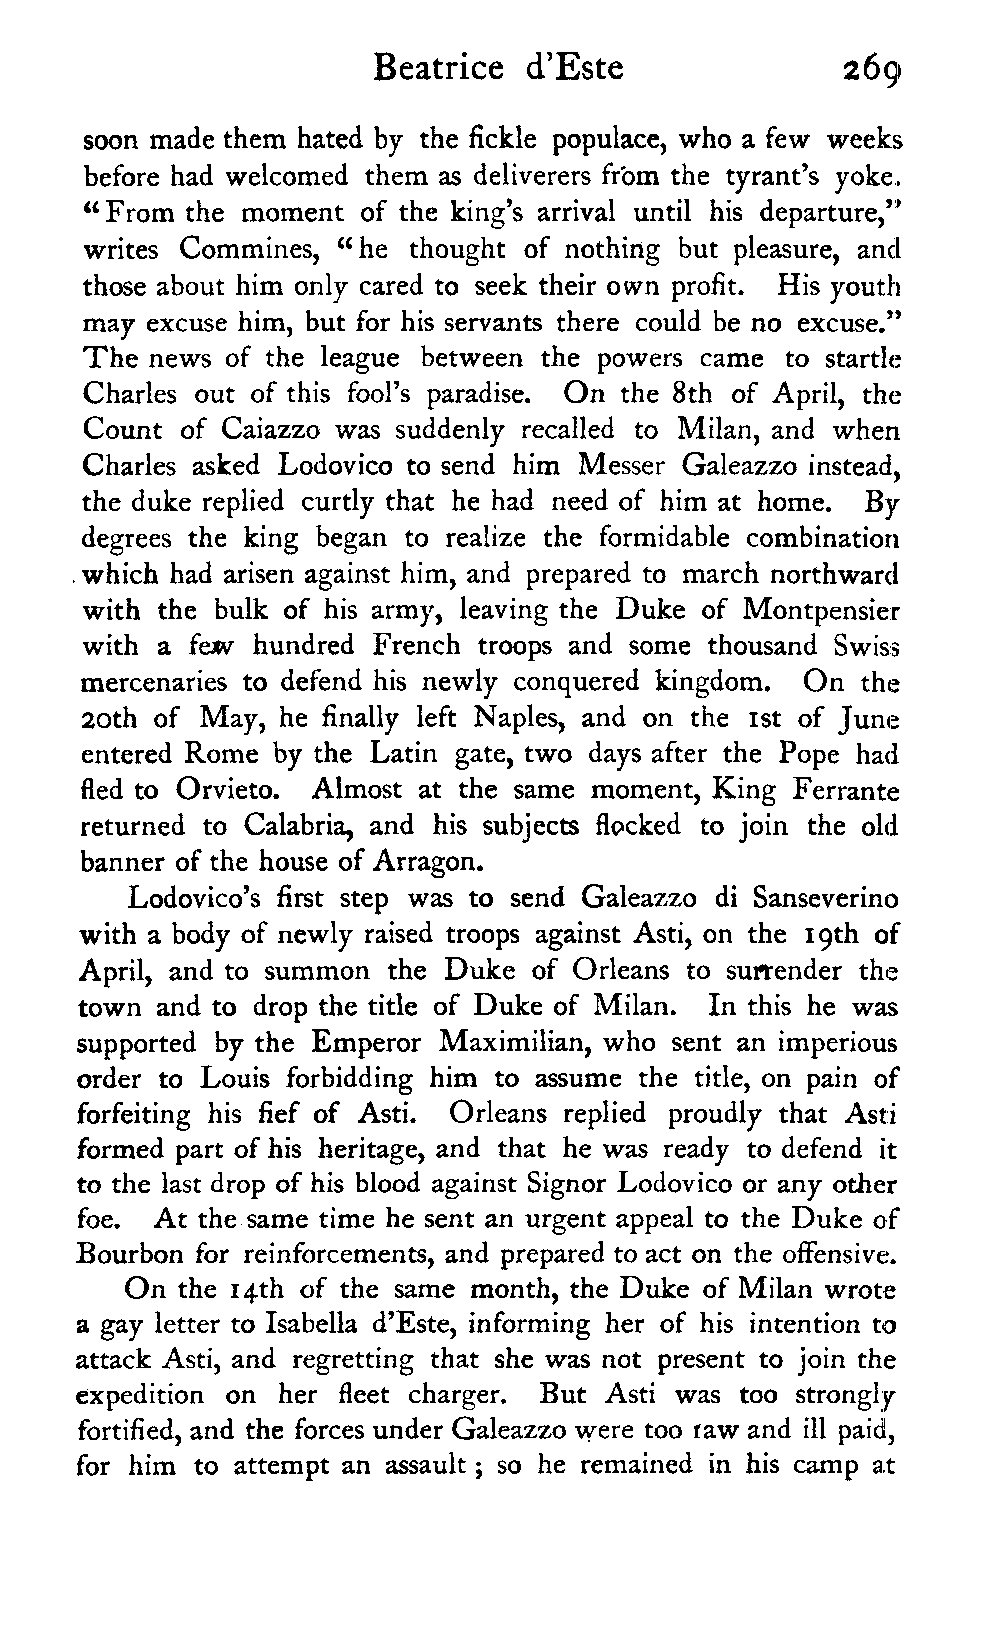 Beatrice d'Este 269
soon made them hated by the fickle populace, who a few weeks
before had welcomed them as deliverers from the tyrant's yoke.
“From the moment of the king's arrival until his departure,”
writes Commines, “he thought of nothing but pleasure, and
those about him only cared to seek their own profit. His youth
may excuse him, but for his servants there could be no excuse.”
The news of the league between the powers came to startle
Charles out of this fool's paradise. On the 8th of April, the
Count of Caiazzo was suddenly recalled to Milan, and when
Charles asked Lodovico to send him Messer Galeazzo instead,
the duke replied curtly that he had need of him at home. By
degrees the king began to realize the formidable combination
which had arisen against him, and prepared to march northward
with the bulk of his army, leaving the Duke of Montpensier
with a few hundred French troops and some thousand Swiss
mercenaries to defend his newly conquered kingdom. On the
20th of May, he finally left Naples, and on the 1st of June
entered Rome by the Latin gate, two days after the Pope had
fled to Orvieto. Almost at the same moment, King Ferrante
returned to Calabria, and his subjects flocked to join the old
banner of the house of Arragon.
Lodovico's first step was to send Galeazzo di Sanseverino
with a body of newly raised troops against Asti, on the 19th of
April, and to summon the Duke of Orleans to surrender the
town and to drop the title of Duke of Milan. In this he was
supported by the Emperor Maximilian, who sent an imperious
order to Louis forbidding him to assume the title, on pain of
forfeiting his fief of Asti. Orleans replied proudly that Asti
formed part of his heritage, and that he was ready to defend it
to the last drop of his blood against Signor Lodovico or any other
foe. At the same time he sent an urgent appeal to the Duke of
Bourbon for reinforcements, and prepared to act on the offensive.
On the 14th of the same month, the Duke of Milan wrote
a gay letter to Isabella d'Este, informing her of his intention to
attack Asti, and regretting that she was not present to join the
expedition on her fleet charger. But Asti was too strongly
fortified, and the forces under Galeazzo were too raw and ill paid,
for him to attempt an assault ; so he remained in his camp at